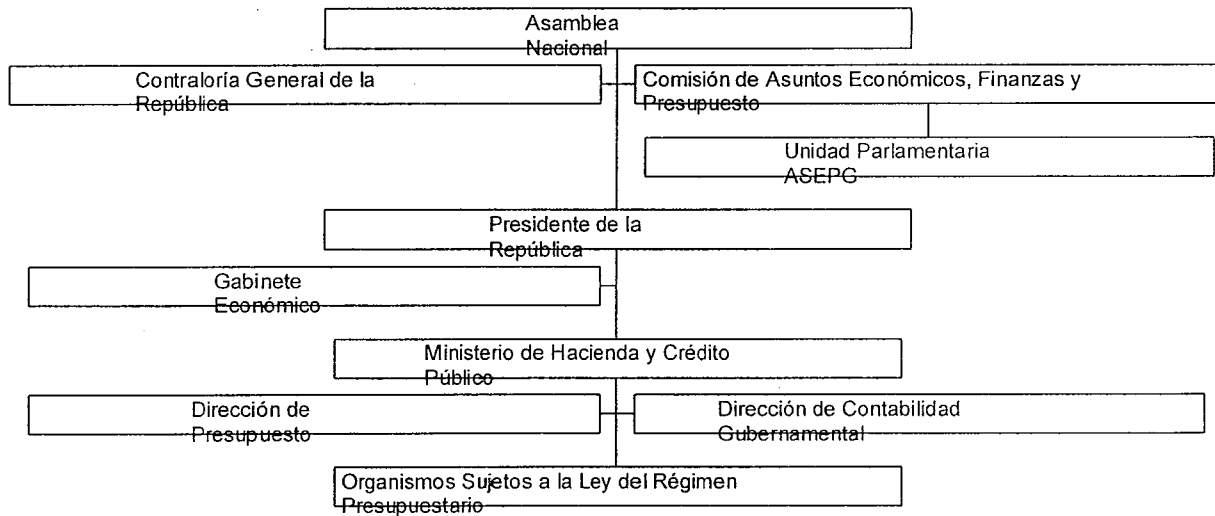 Asamblea
Nacional
Contraloría General de la
República
Comisión de Asuntos Económicos, Finanzas y
Presupuesto
Unidad Parlamentaria
ASEPG
Presidente de la
República
Gabinete
Económico
Ministerio de Hacienda y Crédito
Público
Dirección de
Presupuesto
Dirección de Contabilidad
Gubernamental
Organismos Sujetos a la Ley del Régimen
Presupuestario